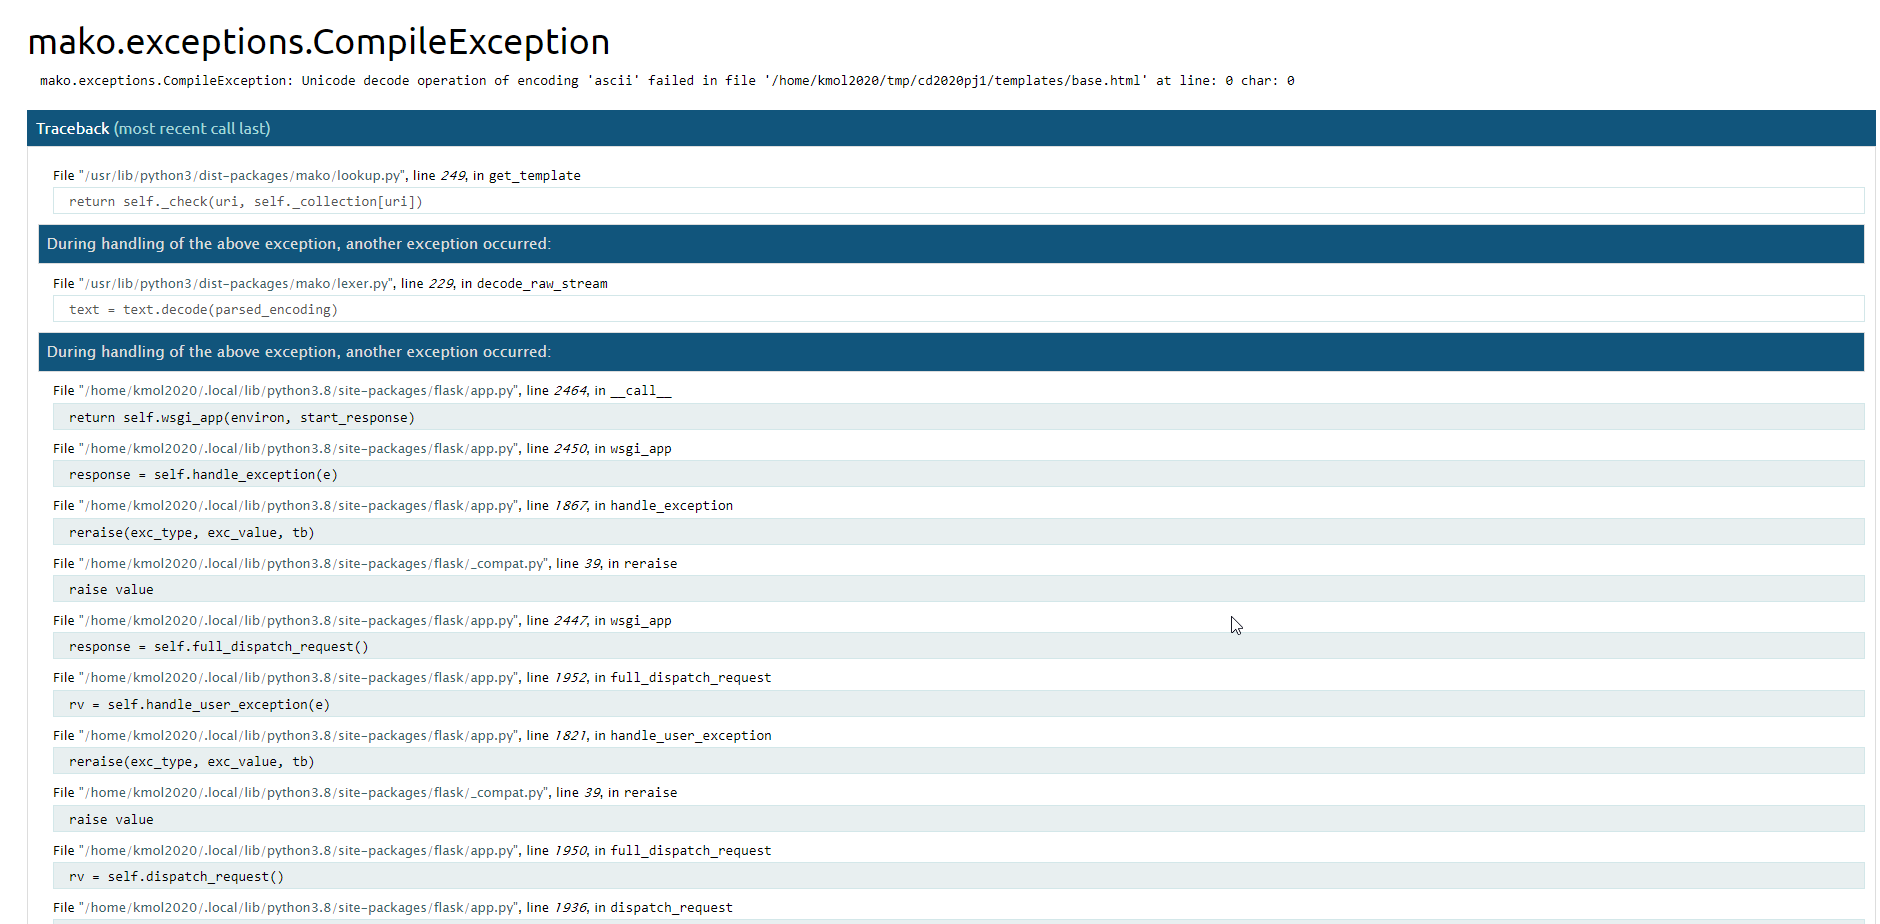 mako.exceptions.CompileException
mako.exceptions.CompileException: Unicode decode operation of encoding 'ascii' failed in file '/home/kmol2020/tmp/cd2020pj1/templates/base.html' at line: 0 char: 0
Traceback (most recent call last)
File "/usr/lib/python3/dist-packages/mako/lookup.py", line 249, in get_template
return self._check(uri, self._collection[uri])
During handling of the above exception, another exception occurred:
File "/usr/lib/python3/dist-packages/mako/lexer.py", line 229, in decode_raw_stream
text = text.decode(parsed_encoding)
During handling of the above exception, another exception occurred:
File "/home/kmol2020/.local/lib/python3.8/site-packages/flask/app.py", line 2464, in __call__
return self.wsgi_app(environ, start_response)
File "/home/kmol2020/.local/lib/python3.8/site-packages/flask/app.py", line 2450, in wsgi_app
response = self.handle_exception(e)
File "/home/kmol2020/.local/lib/python3.8/site-packages/flask/app.py", line 1867, in handle_exception
reraise(exc_type, exc_value, tb)
File "/home/kmol2020/.local/lib/python3.8/site-packages/flask/_compat.py", line 39, in reraise
raise value
File "/home/kmol2020/.local/lib/python3.8/site-packages/flask/app.py", line 2447, in wsgi_app
response = self.full_dispatch_request()
File "/home/kmol2020/.local/lib/python3.8/site-packages/flask/app.py", line 1952, in full_dispatch_request
rv = self.handle_user_exception(e)
File "/home/kmol2020/.local/lib/python3.8/site-packages/flask/app.py", line 1821, in handle_user_exception
reraise(exc_type, exc_value, tb)
File "/home/kmol2020/.local/lib/python3.8/site-packages/flask/_compat.py", line 39, in reraise
raise value
File "/home/kmol2020/.local/lib/python3.8/site-packages/flask/app.py", line 1950, in full_dispatch_request
rv = self.dispatch_request()
File "/home/kmol2020/.local/lib/python3.8/site-packages/flask/app.py", line 1936, in dispatch_request